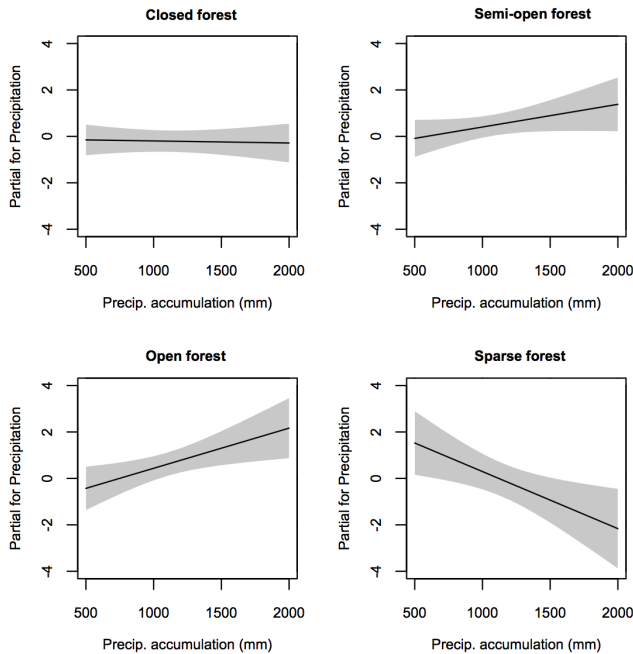 Closed forest
Partial for Precipitation
4
2
0
-2
-4
500 1000 1500 2000
Precip. accumulation (mm)
Semi-open forest
Partial for Precipitation
4
2
0
-2
-4
500 1000 1500 2000
Precip. accumulation (mm)
Open forest
Partial for Precipitation
4
2
0
-2
-4
500 1000 1500 2000
Precip. accumulation (mm)
Sparse forest
Partial for Precipitation
4
2
0
-2
-4
500 1000 1500 2000
Precip. accumulation (mm)